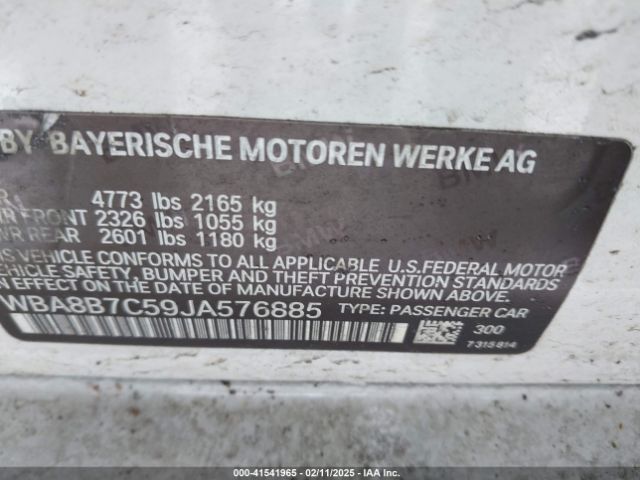 BY BAYERISCHE MOTOREN WERKE AG
4773 lbs 2165 kg
FRONT 2326 lbs 1055 kg
REAR 2601 lbs 1180 kg
VEHICLE CONFORMS TO ALL APPLICABLE U.S.FEDERAL MOTOR
VEHICLE SAFETY, BUMPER AND THEFT PREVENTION STANDARDS
EFFECT ON THE DATE OF MANUFACTURE SHOWN ABOVE.
WBA8B7C59JA576885 TYPE: PASSENGER CAR
300
7315814
000-41541965 - 02/11/2025 - IAA Inc.